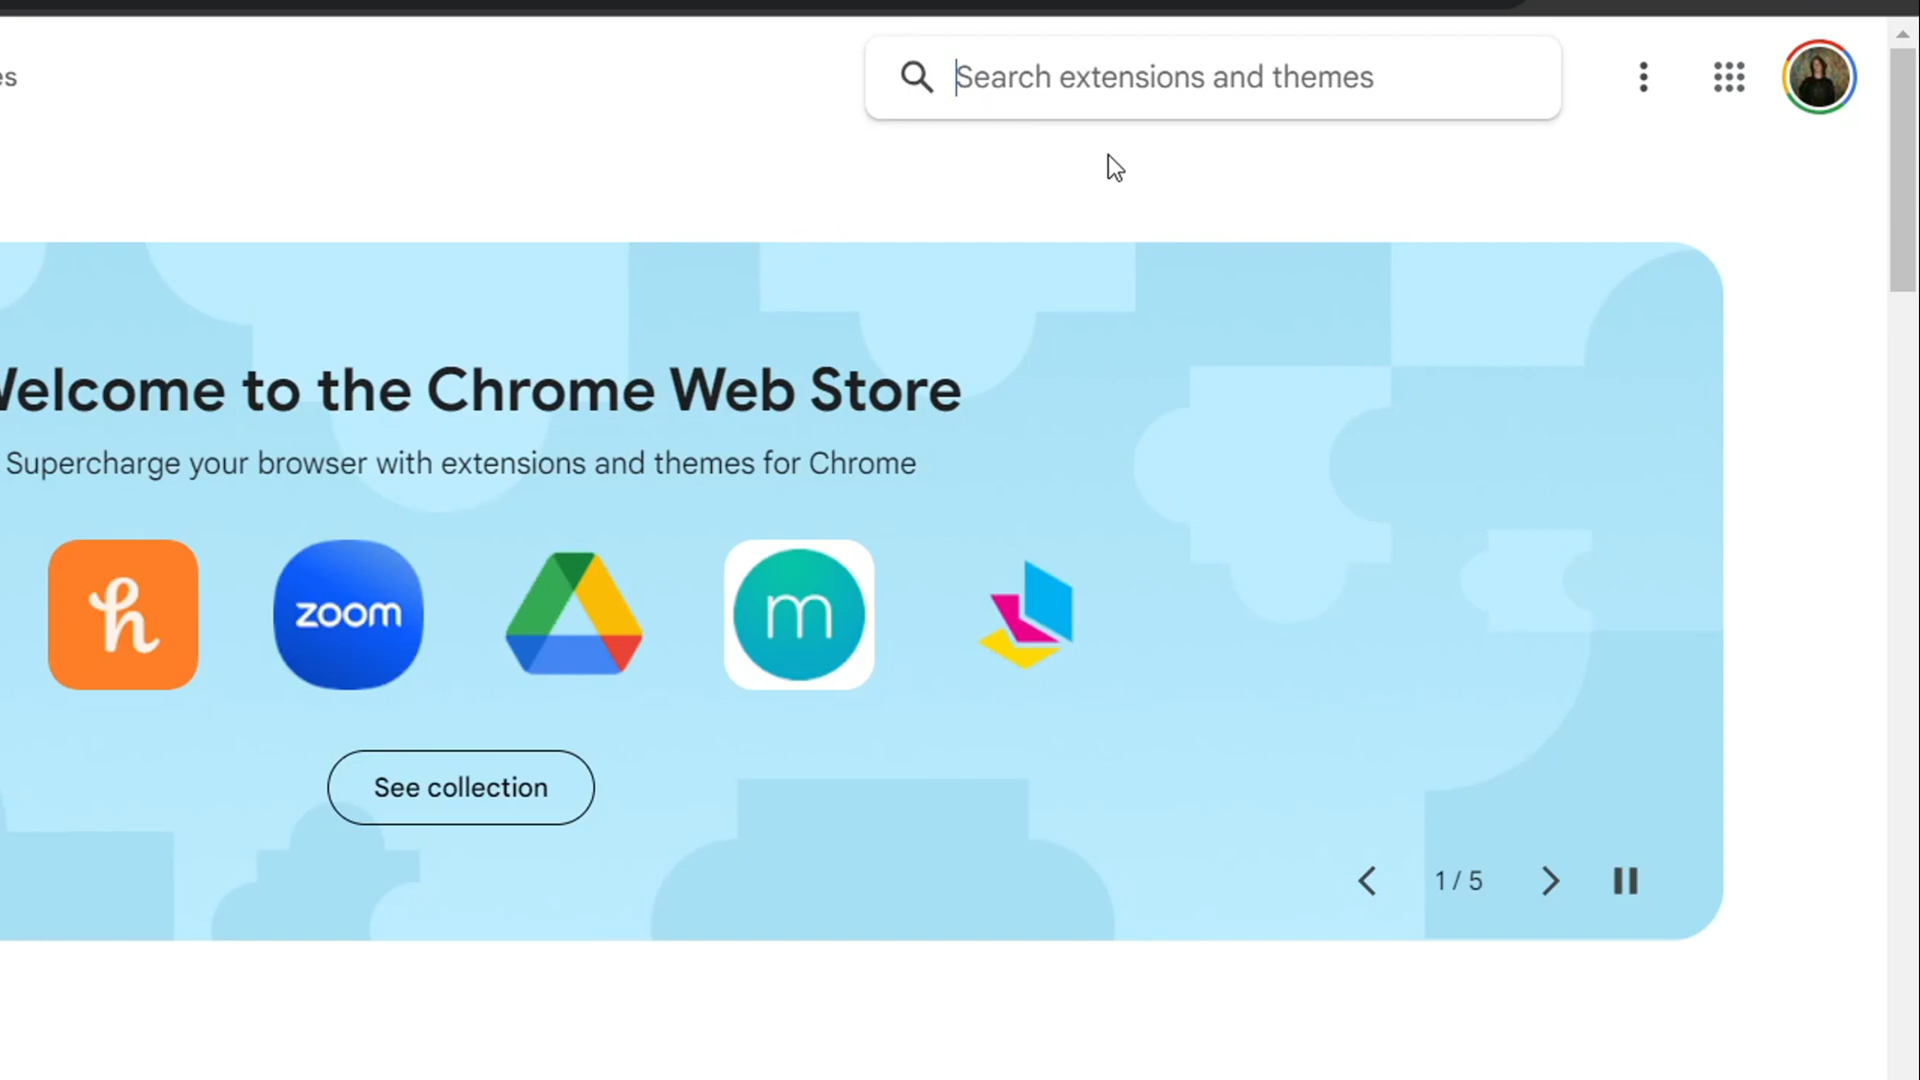 es
Search extensions and themes
Welcome to the Chrome Web Store
Supercharge your browser with extensions and themes for Chrome
h
zoom
m
See collection
1 / 5